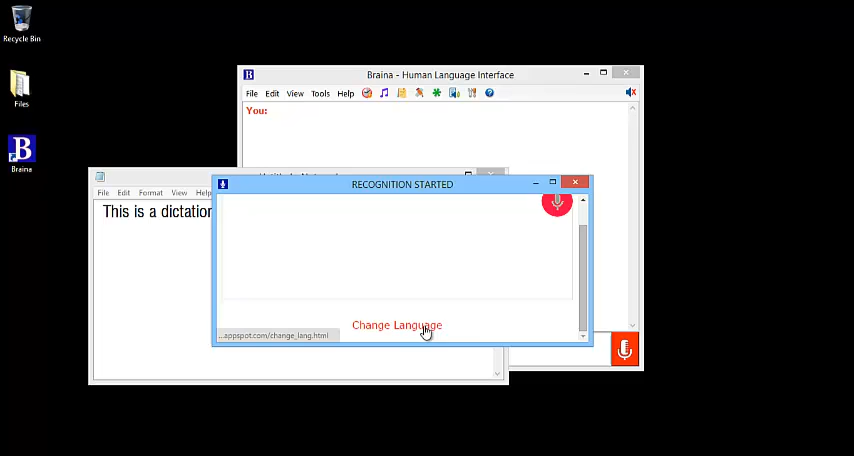 Recycle Bin
Files
B
Braina
B
Braina - Human Language Interface
File Edit View Tools Help
You:
File Edit Format View Help
This is a dictation
RECOGNITION STARTED
Change Language
...appspot.com/change_lang.html